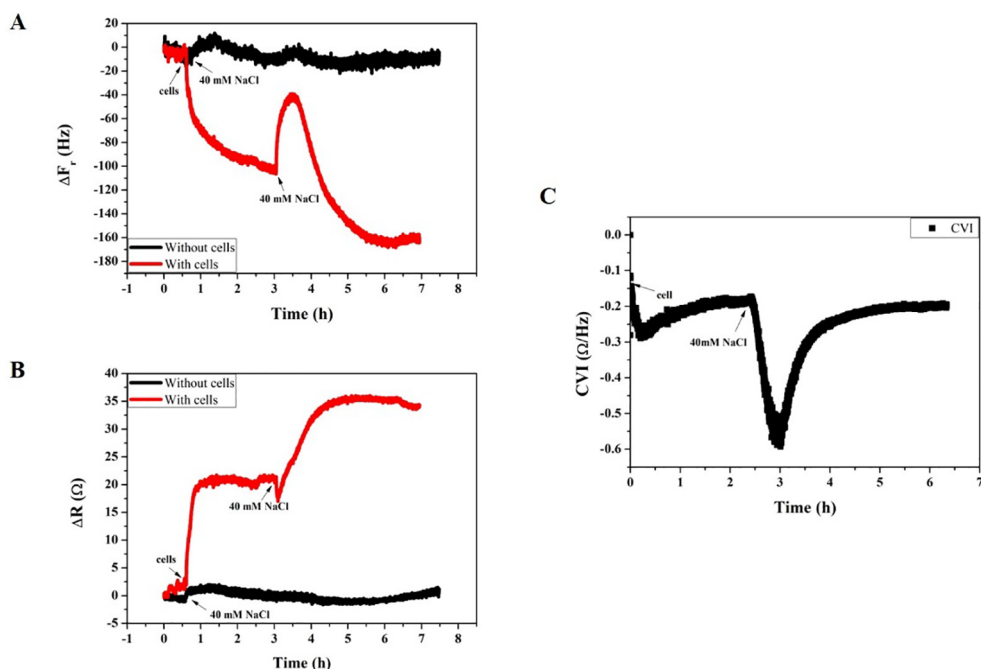 A
20
0
-20
-40
-60
-80
-100
-120
-140
-160
-180
ΔFr (Hz)
cells
40 mM NaCl
40 mM NaCl
Without cells
With cells
-1 0 1 2 3 4 5 6 7 8
Time (h)
B
40
35
30
25
20
15
10
5
0
-5
ΔR (Ω)
Without cells
With cells
40 mM NaCl
cells
40 mM NaCl
-1 0 1 2 3 4 5 6 7 8
Time (h)
C
0.0
-0.1
-0.2
-0.3
-0.4
-0.5
-0.6
CVI (Ω/Hz)
CVI
cell
40mM NaCl
0 1 2 3 4 5 6 7
Time (h)